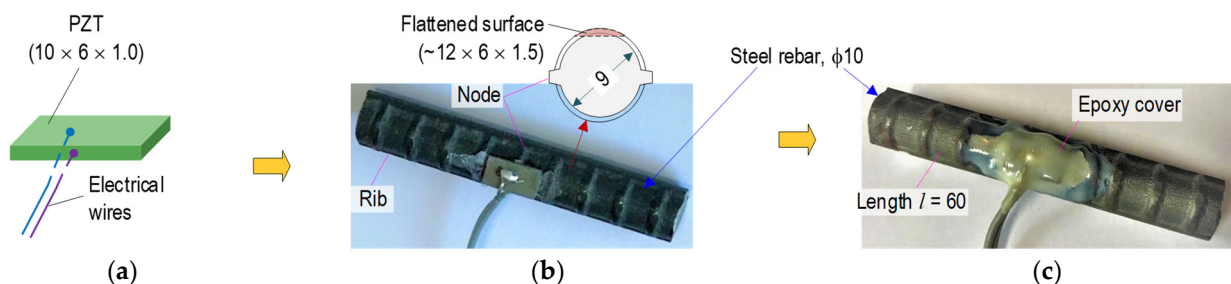 PZT
(10 × 6 × 1.0)
Electrical
wires
(a)
Flattened surface
(~12 × 6 × 1.5)
9
Node
Rib
(b)
Steel rebar, ϕ10
Epoxy cover
Length l = 60
(c)